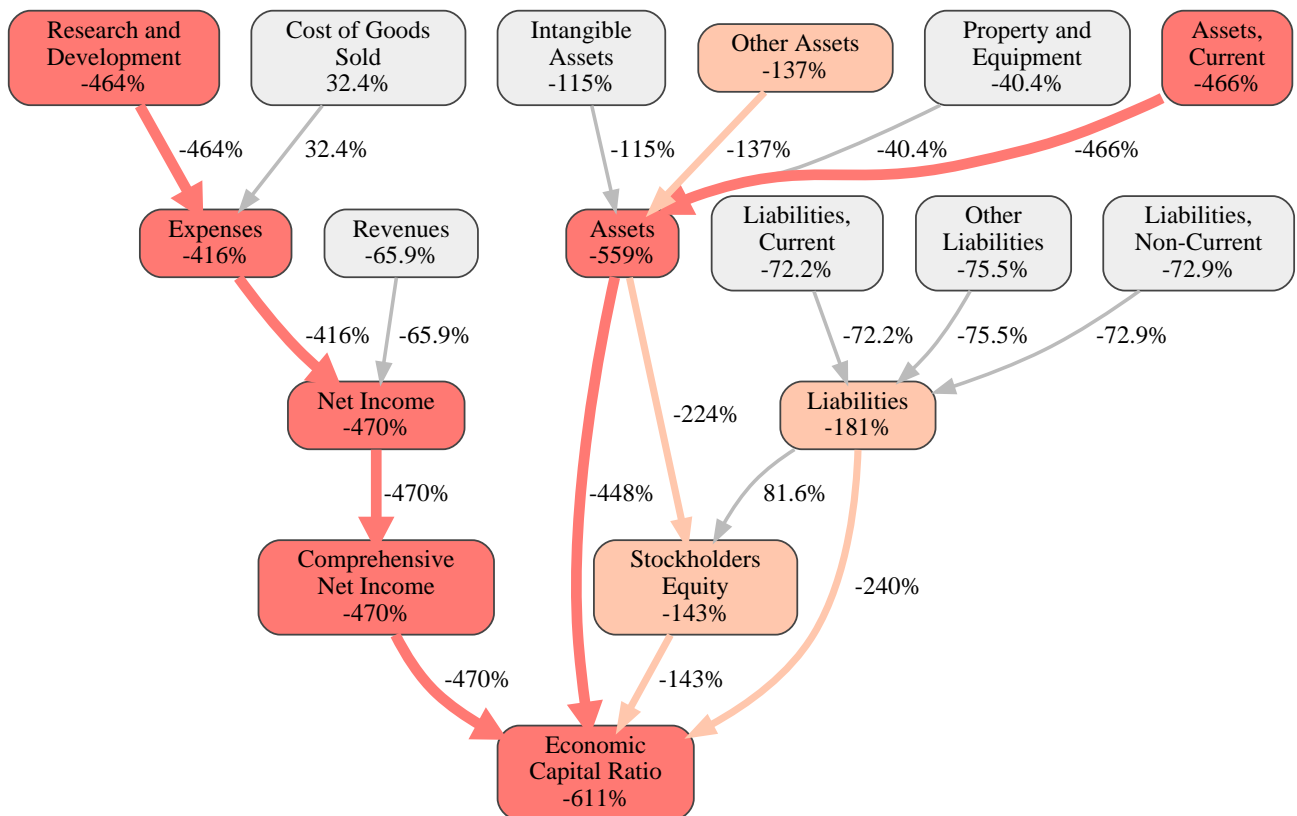 Research and
Development
-464%
Cost of Goods
Sold
32.4%
Intangible
Assets
-115%
Other Assets
-137%
Property and
Equipment
-40.4%
Assets,
Current
-466%
-464%
32.4%
-115%
-137%
-40.4%
-466%
Expenses
-416%
Revenues
-65.9%
Assets
-559%
Liabilities,
Current
-72.2%
Other
Liabilities
-75.5%
Liabilities,
Non-Current
-72.9%
-416%
-65.9%
-72.2%
-75.5%
-72.9%
Net Income
-470%
-224%
Liabilities
-181%
-470%
-448%
81.6%
Comprehensive
Net Income
-470%
Stockholders
Equity
-143%
-240%
-470%
-143%
Economic
Capital Ratio
-611%